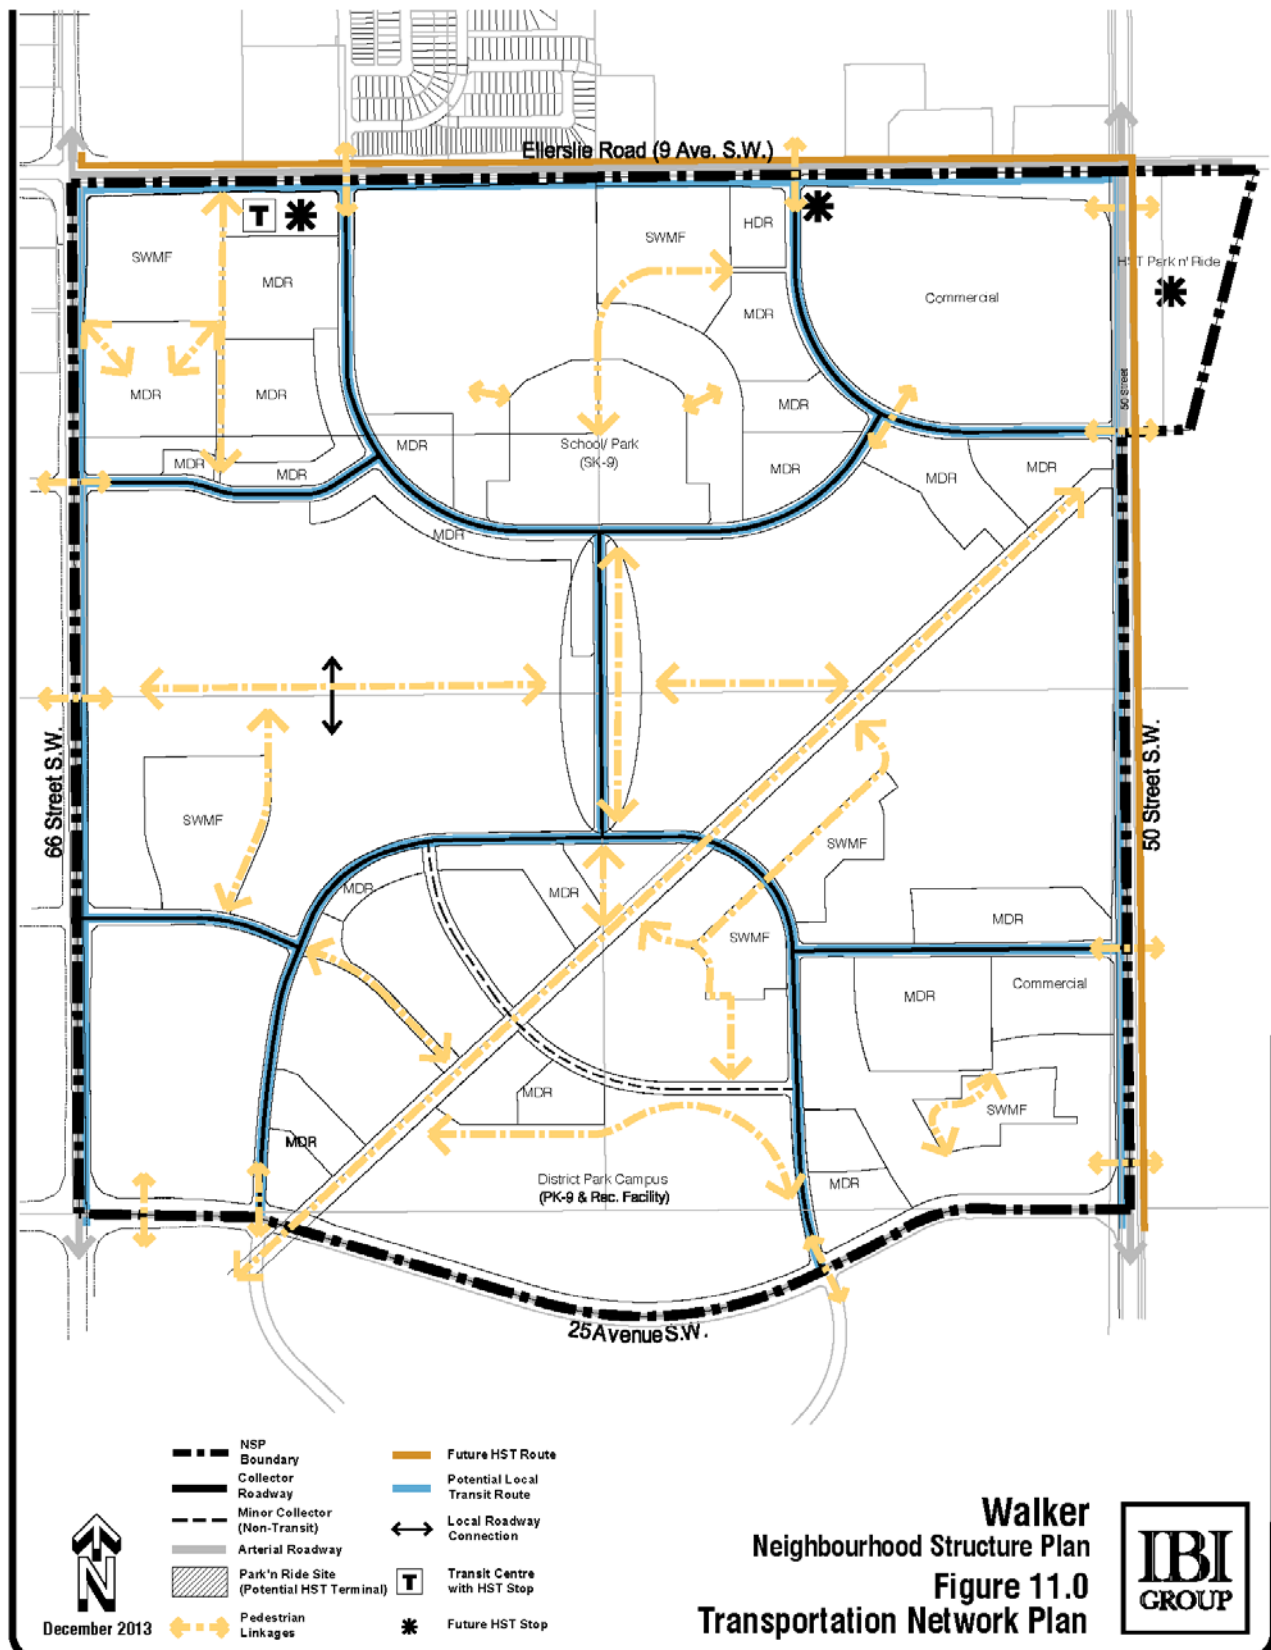 Ellerslie Road (9 Ave. S.W.)
T
SWMF
SWMF
HDR
MDR
HST Park n' Ride
Commercial
MDR
MDR
MDR
MDR
50 Street
MDR
School/ Park
(SK-9)
MDR
MDR
MDR
MDR
MDR
MDR
MDR
66 Street S.W.
50 Street S.W.
SWMF
SWMF
MDR
MDR
MDR
SWMF
MDR
Commercial
MDR
SWMF
MDR
District Park Campus
(PK-9 & Rec. Facility)
MDR
25 Avenue S.W.
NSP
Boundary
Collector
Roadway
Minor Collector
(Non-Transit)
Arterial Roadway
Park'n Ride Site
(Potential HST Terminal)
Pedestrian
Linkages
Future HST Route
Potential Local
Transit Route
Local Roadway
Connection
T
Transit Centre
with HST Stop
Future HST Stop
N
December 2013
Walker
Neighbourhood Structure Plan
Figure 11.0
Transportation Network Plan
IBI
GROUP